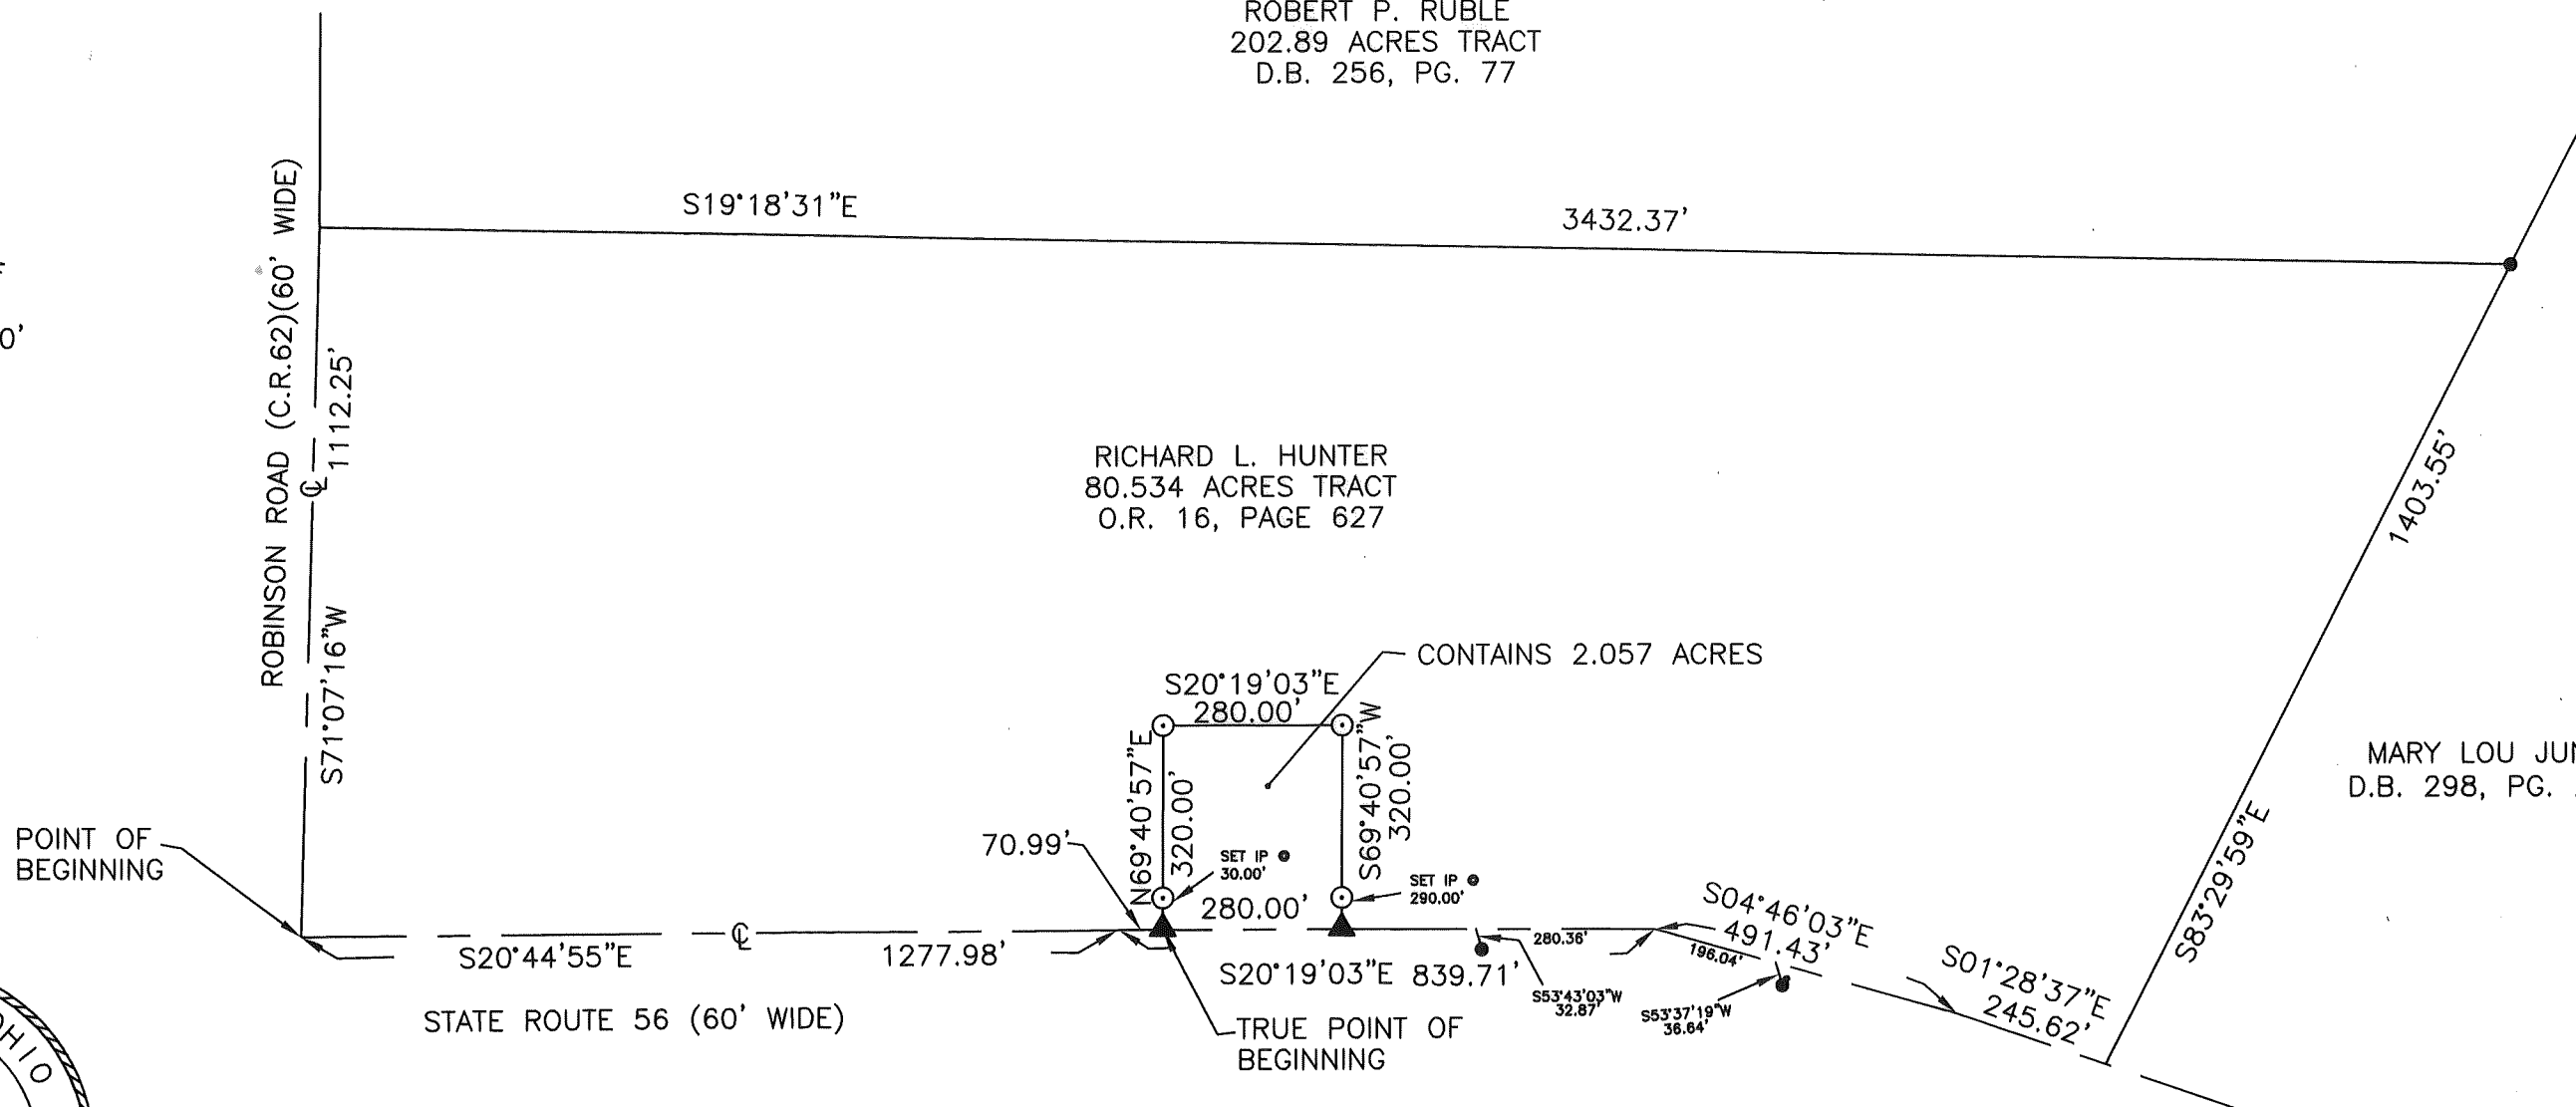 ROBERT P. RUBLE
202.89 ACRES TRACT
D.B. 256, PG. 77
S19°18'31"E
3432.37'
ROBINSON ROAD (C.R.62)(60' WIDE)
℄
1112.25'
S71°07'16"W
0'
RICHARD L. HUNTER
80.534 ACRES TRACT
O.R. 16, PAGE 627
1403.55'
S83°29'59"E
CONTAINS 2.057 ACRES
S20°19'03"E
280.00'
N69°40'57"E
320.00'
S69°40'57"W
320.00'
MARY LOU
D.B. 298, PG.
POINT OF
BEGINNING
70.99'
SET IP @
30.00'
SET IP @
290.00'
280.00'
S20°44'55"E
℄
1277.98'
S20°19'03"E 839.71'
280.36'
S04°46'03"E
491.43'
196.04'
S01°28'37"E
245.62'
S53°43'03"W
32.87'
S53°37'19"W
36.64'
STATE ROUTE 56 (60' WIDE)
TRUE POINT OF
BEGINNING
OHIO